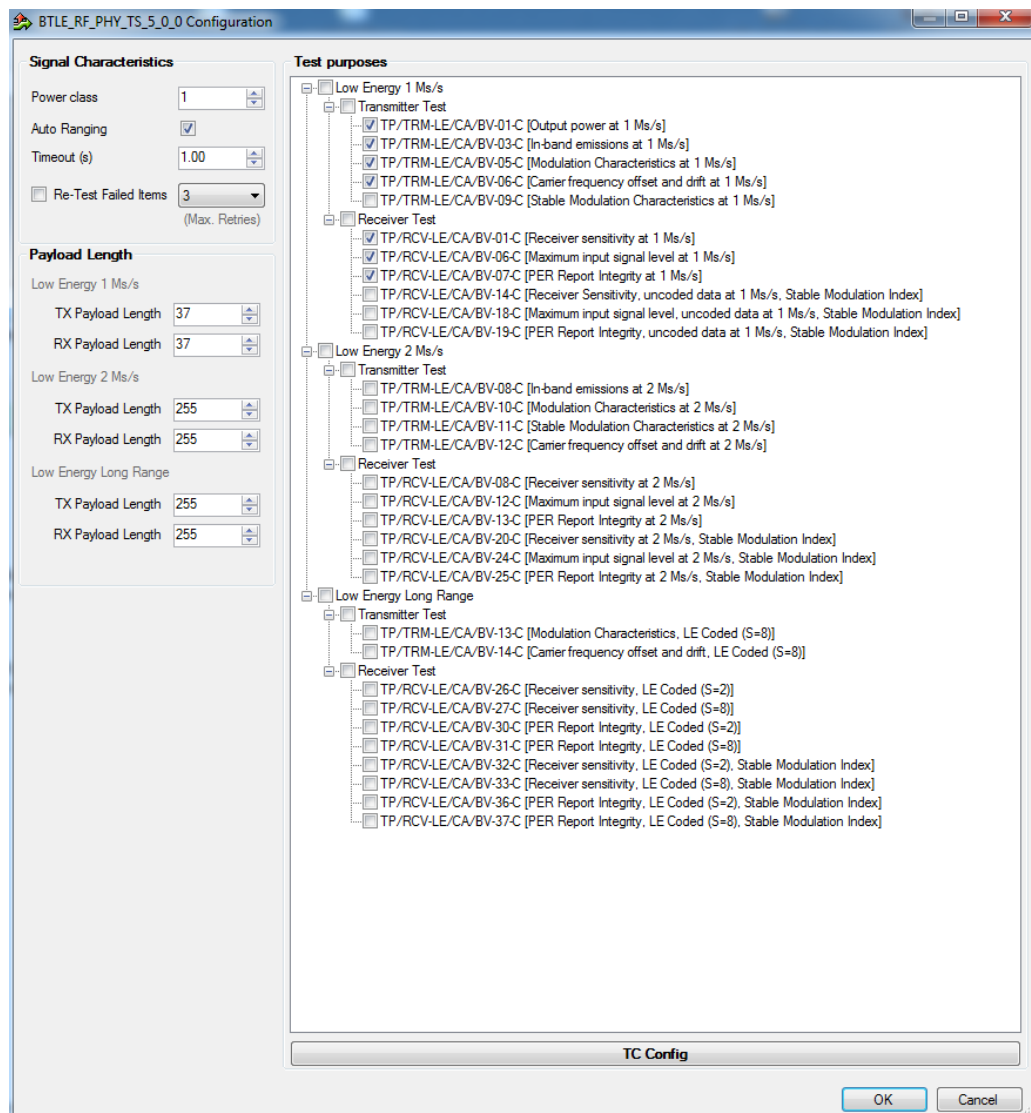 BTLE_RF_PHY_TS_5_0_0 Configuration
Signal Characteristics
Power class 1
Auto Ranging
Timeout (s) 1.00
Re-Test Failed Items 3
(Max. Retries)
Payload Length
Low Energy 1 Ms/s
TX Payload Length 37
RX Payload Length 37
Low Energy 2 Ms/s
TX Payload Length 255
RX Payload Length 255
Low Energy Long Range
TX Payload Length 255
RX Payload Length 255
Test purposes
Low Energy 1 Ms/s
Transmitter Test
TP/TRM-LE/CA/BV-01-C [Output power at 1 Ms/s]
TP/TRM-LE/CA/BV-03-C [In-band emissions at 1 Ms/s]
TP/TRM-LE/CA/BV-05-C [Modulation Characteristics at 1 Ms/s]
TP/TRM-LE/CA/BV-06-C [Carrier frequency offset and drift at 1 Ms/s]
TP/TRM-LE/CA/BV-09-C [Stable Modulation Characteristics at 1 Ms/s]
Receiver Test
TP/RCV-LE/CA/BV-01-C [Receiver sensitivity at 1 Ms/s]
TP/RCV-LE/CA/BV-06-C [Maximum input signal level at 1 Ms/s]
TP/RCV-LE/CA/BV-07-C [PER Report Integrity at 1 Ms/s]
TP/RCV-LE/CA/BV-14-C [Receiver Sensitivity, uncoded data at 1 Ms/s, Stable Modulation Index]
TP/RCV-LE/CA/BV-18-C [Maximum input signal level, uncoded data at 1 Ms/s, Stable Modulation Index]
TP/RCV-LE/CA/BV-19-C [PER Report Integrity, uncoded data at 1 Ms/s, Stable Modulation Index]
Low Energy 2 Ms/s
Transmitter Test
TP/TRM-LE/CA/BV-08-C [In-band emissions at 2 Ms/s]
TP/TRM-LE/CA/BV-10-C [Modulation Characteristics at 2 Ms/s]
TP/TRM-LE/CA/BV-11-C [Stable Modulation Characteristics at 2 Ms/s]
TP/TRM-LE/CA/BV-12-C [Carrier frequency offset and drift at 2 Ms/s]
Receiver Test
TP/RCV-LE/CA/BV-08-C [Receiver sensitivity at 2 Ms/s]
TP/RCV-LE/CA/BV-12-C [Maximum input signal level at 2 Ms/s]
TP/RCV-LE/CA/BV-13-C [PER Report Integrity at 2 Ms/s]
TP/RCV-LE/CA/BV-20-C [Receiver sensitivity at 2 Ms/s, Stable Modulation Index]
TP/RCV-LE/CA/BV-24-C [Maximum input signal level at 2 Ms/s, Stable Modulation Index]
TP/RCV-LE/CA/BV-25-C [PER Report Integrity at 2 Ms/s, Stable Modulation Index]
Low Energy Long Range
Transmitter Test
TP/TRM-LE/CA/BV-13-C [Modulation Characteristics, LE Coded (S=8)]
TP/TRM-LE/CA/BV-14-C [Carrier frequency offset and drift, LE Coded (S=8)]
Receiver Test
TP/RCV-LE/CA/BV-26-C [Receiver sensitivity, LE Coded (S=2)]
TP/RCV-LE/CA/BV-27-C [Receiver sensitivity, LE Coded (S=8)]
TP/RCV-LE/CA/BV-30-C [PER Report Integrity, LE Coded (S=2)]
TP/RCV-LE/CA/BV-31-C [PER Report Integrity, LE Coded (S=8)]
TP/RCV-LE/CA/BV-32-C [Receiver sensitivity, LE Coded (S=2), Stable Modulation Index]
TP/RCV-LE/CA/BV-33-C [Receiver sensitivity, LE Coded (S=8), Stable Modulation Index]
TP/RCV-LE/CA/BV-36-C [PER Report Integrity, LE Coded (S=2), Stable Modulation Index]
TP/RCV-LE/CA/BV-37-C [PER Report Integrity, LE Coded (S=8), Stable Modulation Index]
TC Config
OK Cancel